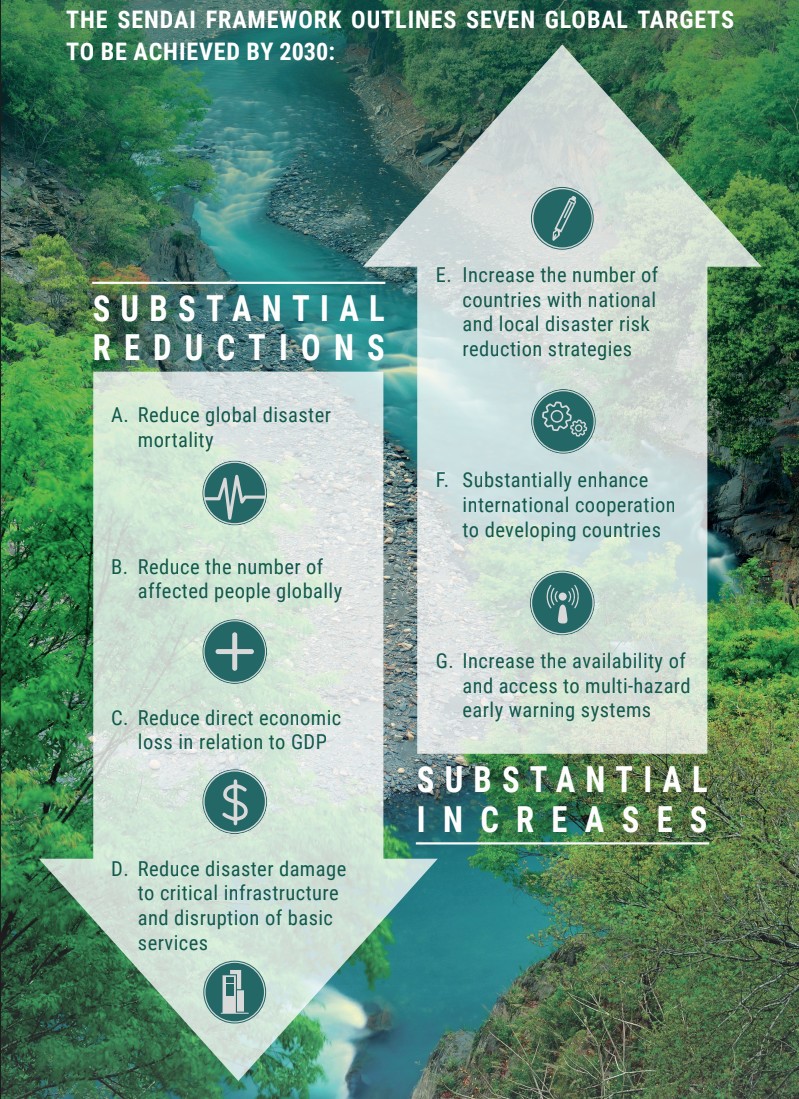 THE SENDAI FRAMEWORK OUTLINES SEVEN GLOBAL TARGETS
TO BE ACHIEVED BY 2030:
SUBSTANTIAL
REDUCTIONS
A. Reduce global disaster
mortality
B. Reduce the number of
affected people globally
C. Reduce direct economic
loss in relation to GDP
$
D. Reduce disaster damage
to critical infrastructure
and disruption of basic
services
E. Increase the number of
countries with national
and local disaster risk
reduction strategies
F. Substantially enhance
international cooperation
to developing countries
G. Increase the availability of
and access to multi-hazard
early warning systems
SUBSTANTIAL
INCREASES